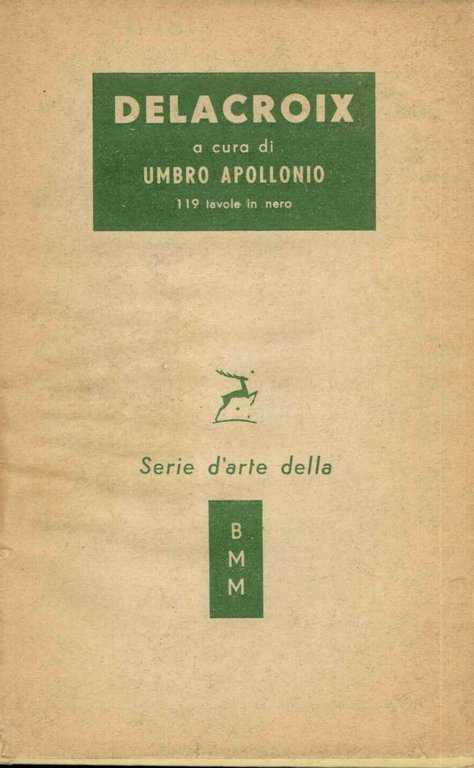 DELACROIX
a cura di
UMBRO APOLLONIO
119 tavole in nero
Serie d'arte della
B
M
M